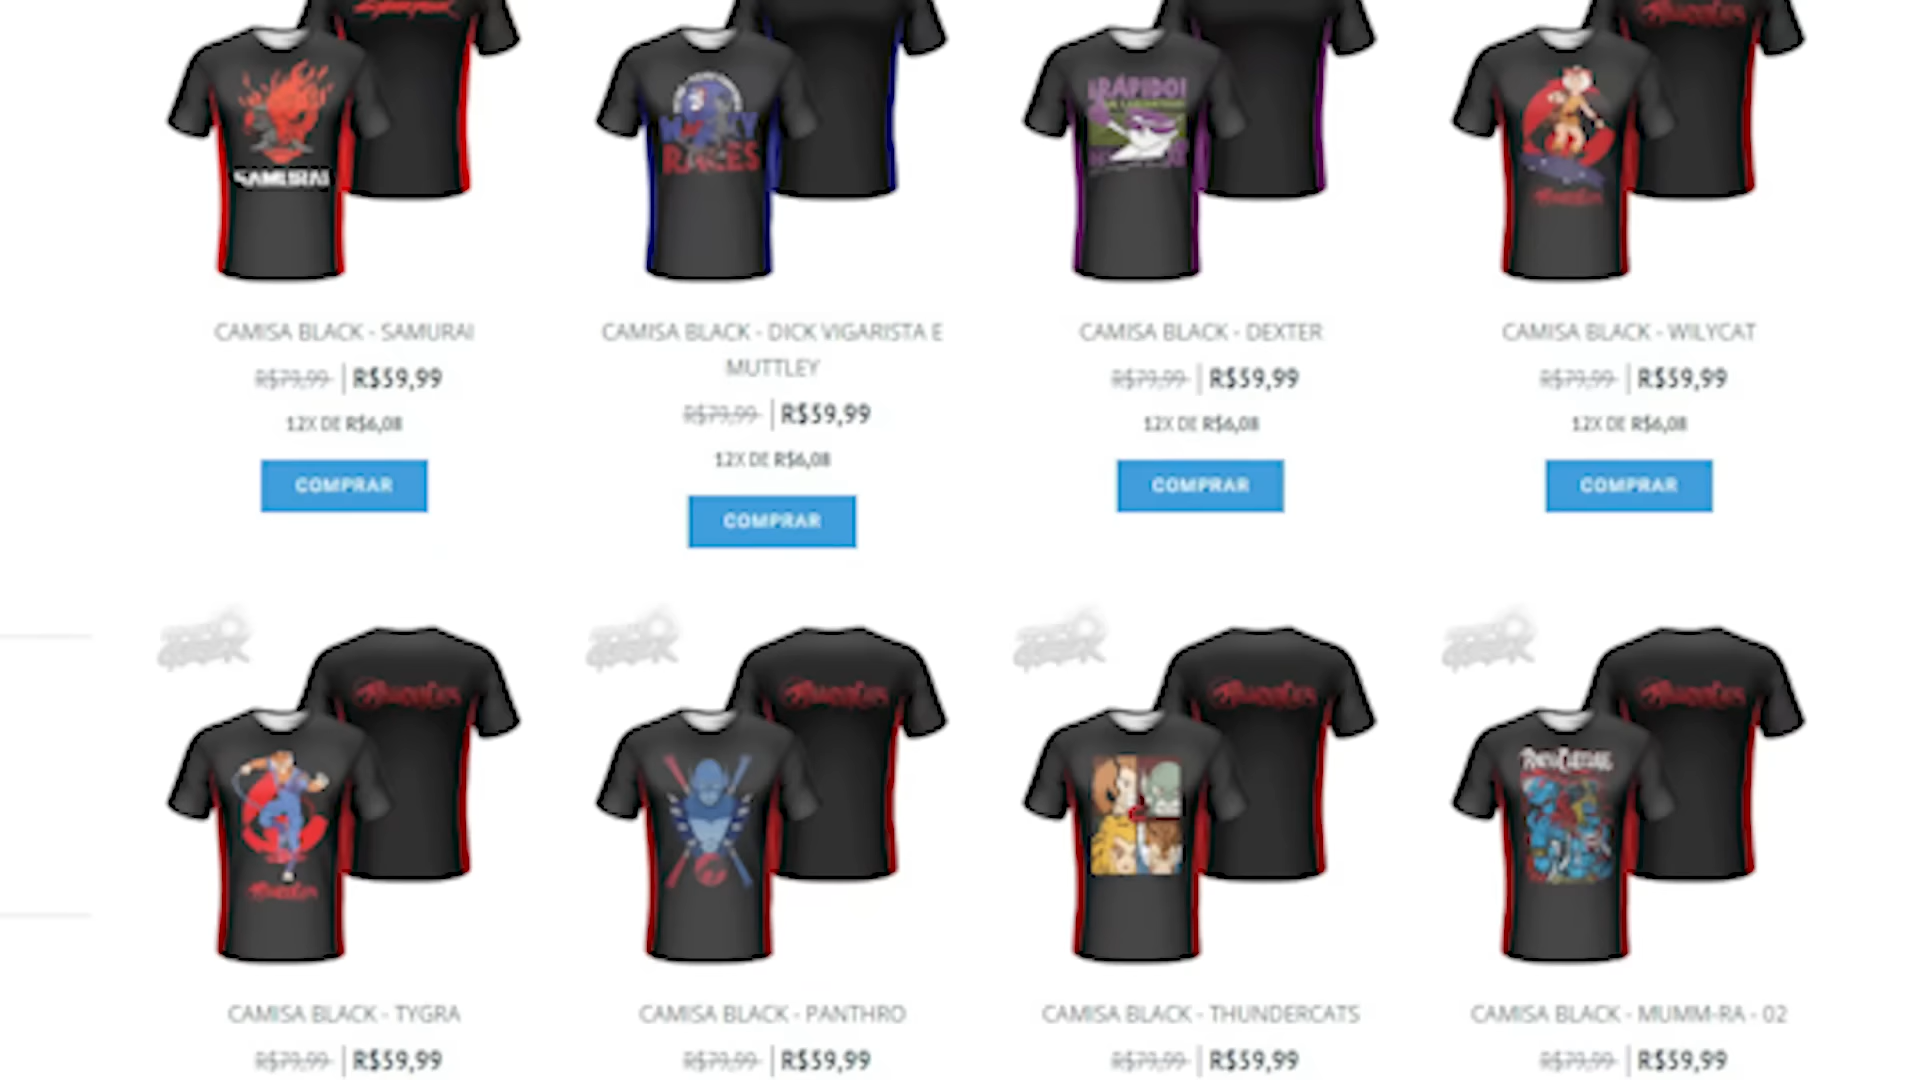 SAMURAI
RACES
¡RÁPIDO!
CAMISA BLACK - SAMURAI
R$79,99 R$59,99
12X DE R$6,08
COMPRAR
CAMISA BLACK - DICK VIGARISTA E
MUTTLEY
R$79,99 R$59,99
12X DE R$6,08
COMPRAR
CAMISA BLACK - DEXTER
R$79,99 R$59,99
12X DE R$6,08
COMPRAR
CAMISA BLACK - WILYCAT
R$79,99 R$59,99
12X DE R$6,08
COMPRAR
CAMISA BLACK - TYGRA
R$79,99 R$59,99
CAMISA BLACK - PANTHRO
R$79,99 R$59,99
CAMISA BLACK - THUNDERCATS
R$79,99 R$59,99
CAMISA BLACK - MUMM-RA - 02
R$79,99 R$59,99